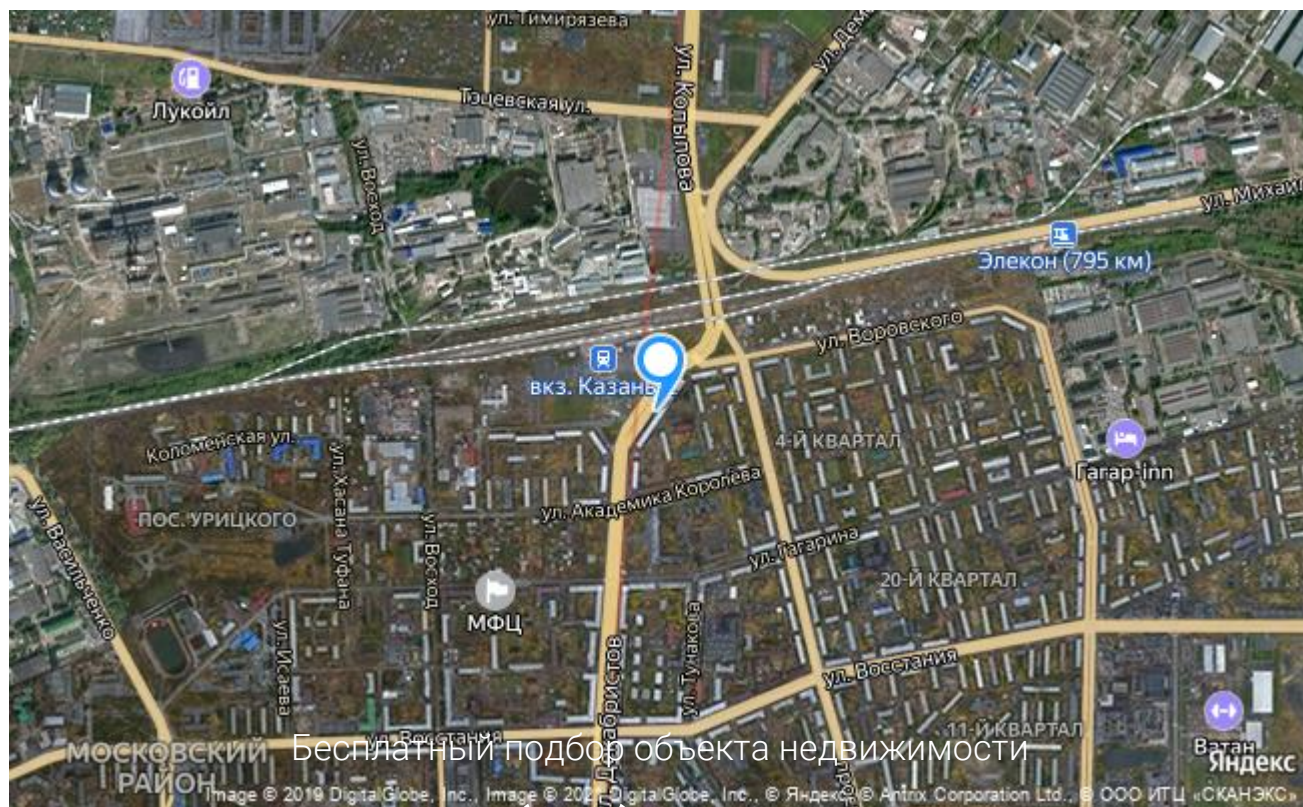 ул. Тимирязева
ул. Копылова
Лукойл
Тэцевская ул.
ул. Восход
ул. Михайл
Элекон (795 км)
ул. Воровского
вкз. Казань
Коломенская ул.
4-Й КВАРТАЛ
Гагар-inn
ул. Хасана Туфана
ул. Академика Королёва
ПОС. УРИЦКОГО
ул. Васильченко
ул. Восход
ул. Гагарина
20-Й КВАРТАЛ
МФЦ
ул. Исаева
ул. Тунакова
ул. Восстания
ул. Восстания
11-Й КВАРТАЛ
Ватан
МОСКОВСКИЙ
РАЙОН
Бесплатный подбор объекта недвижимости
Яндекс
Image © 2019 DigitalGlobe, Inc., Image © 202 DigitalGlobe, Inc., © Яндекс © Antrix Corporation Ltd., © ООО ИТЦ «СКАНЭКС»